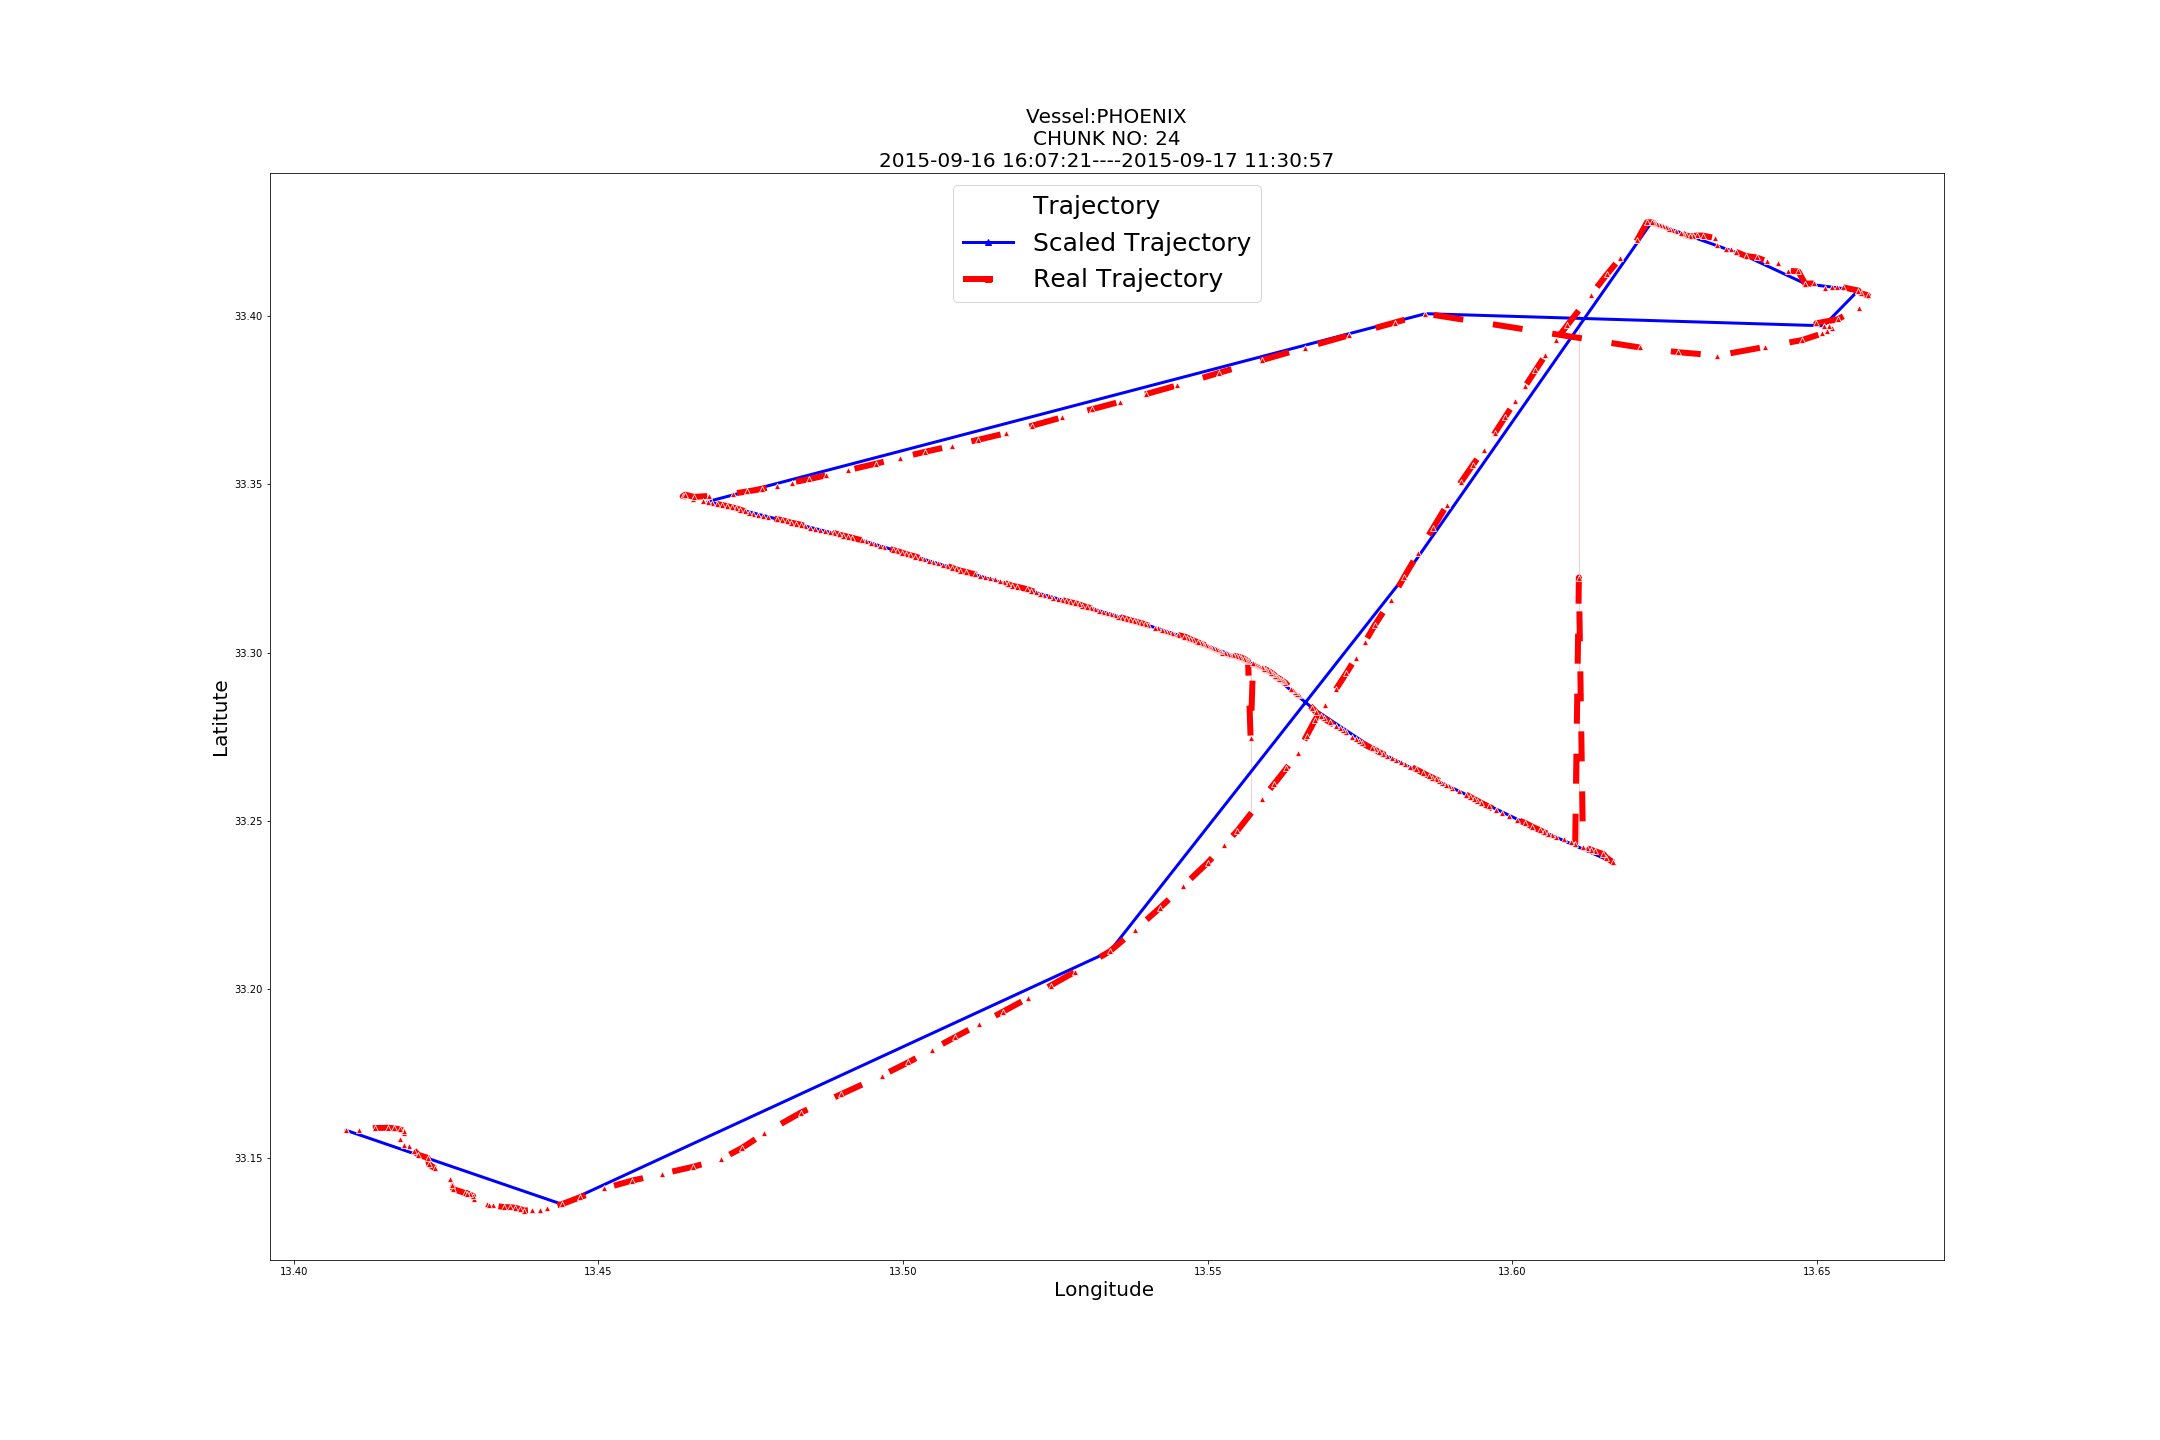 Vessel:PHOENIX
CHUNK NO: 24
2015-09-16 16:07:21----2015-09-17 11:30:57
Trajectory
Scaled Trajectory
Real Trajectory
33.40
33.35
33.30
33.25
33.20
33.15
Latitute
13.40
13.45
13.50
13.55
13.60
13.65
Longitude